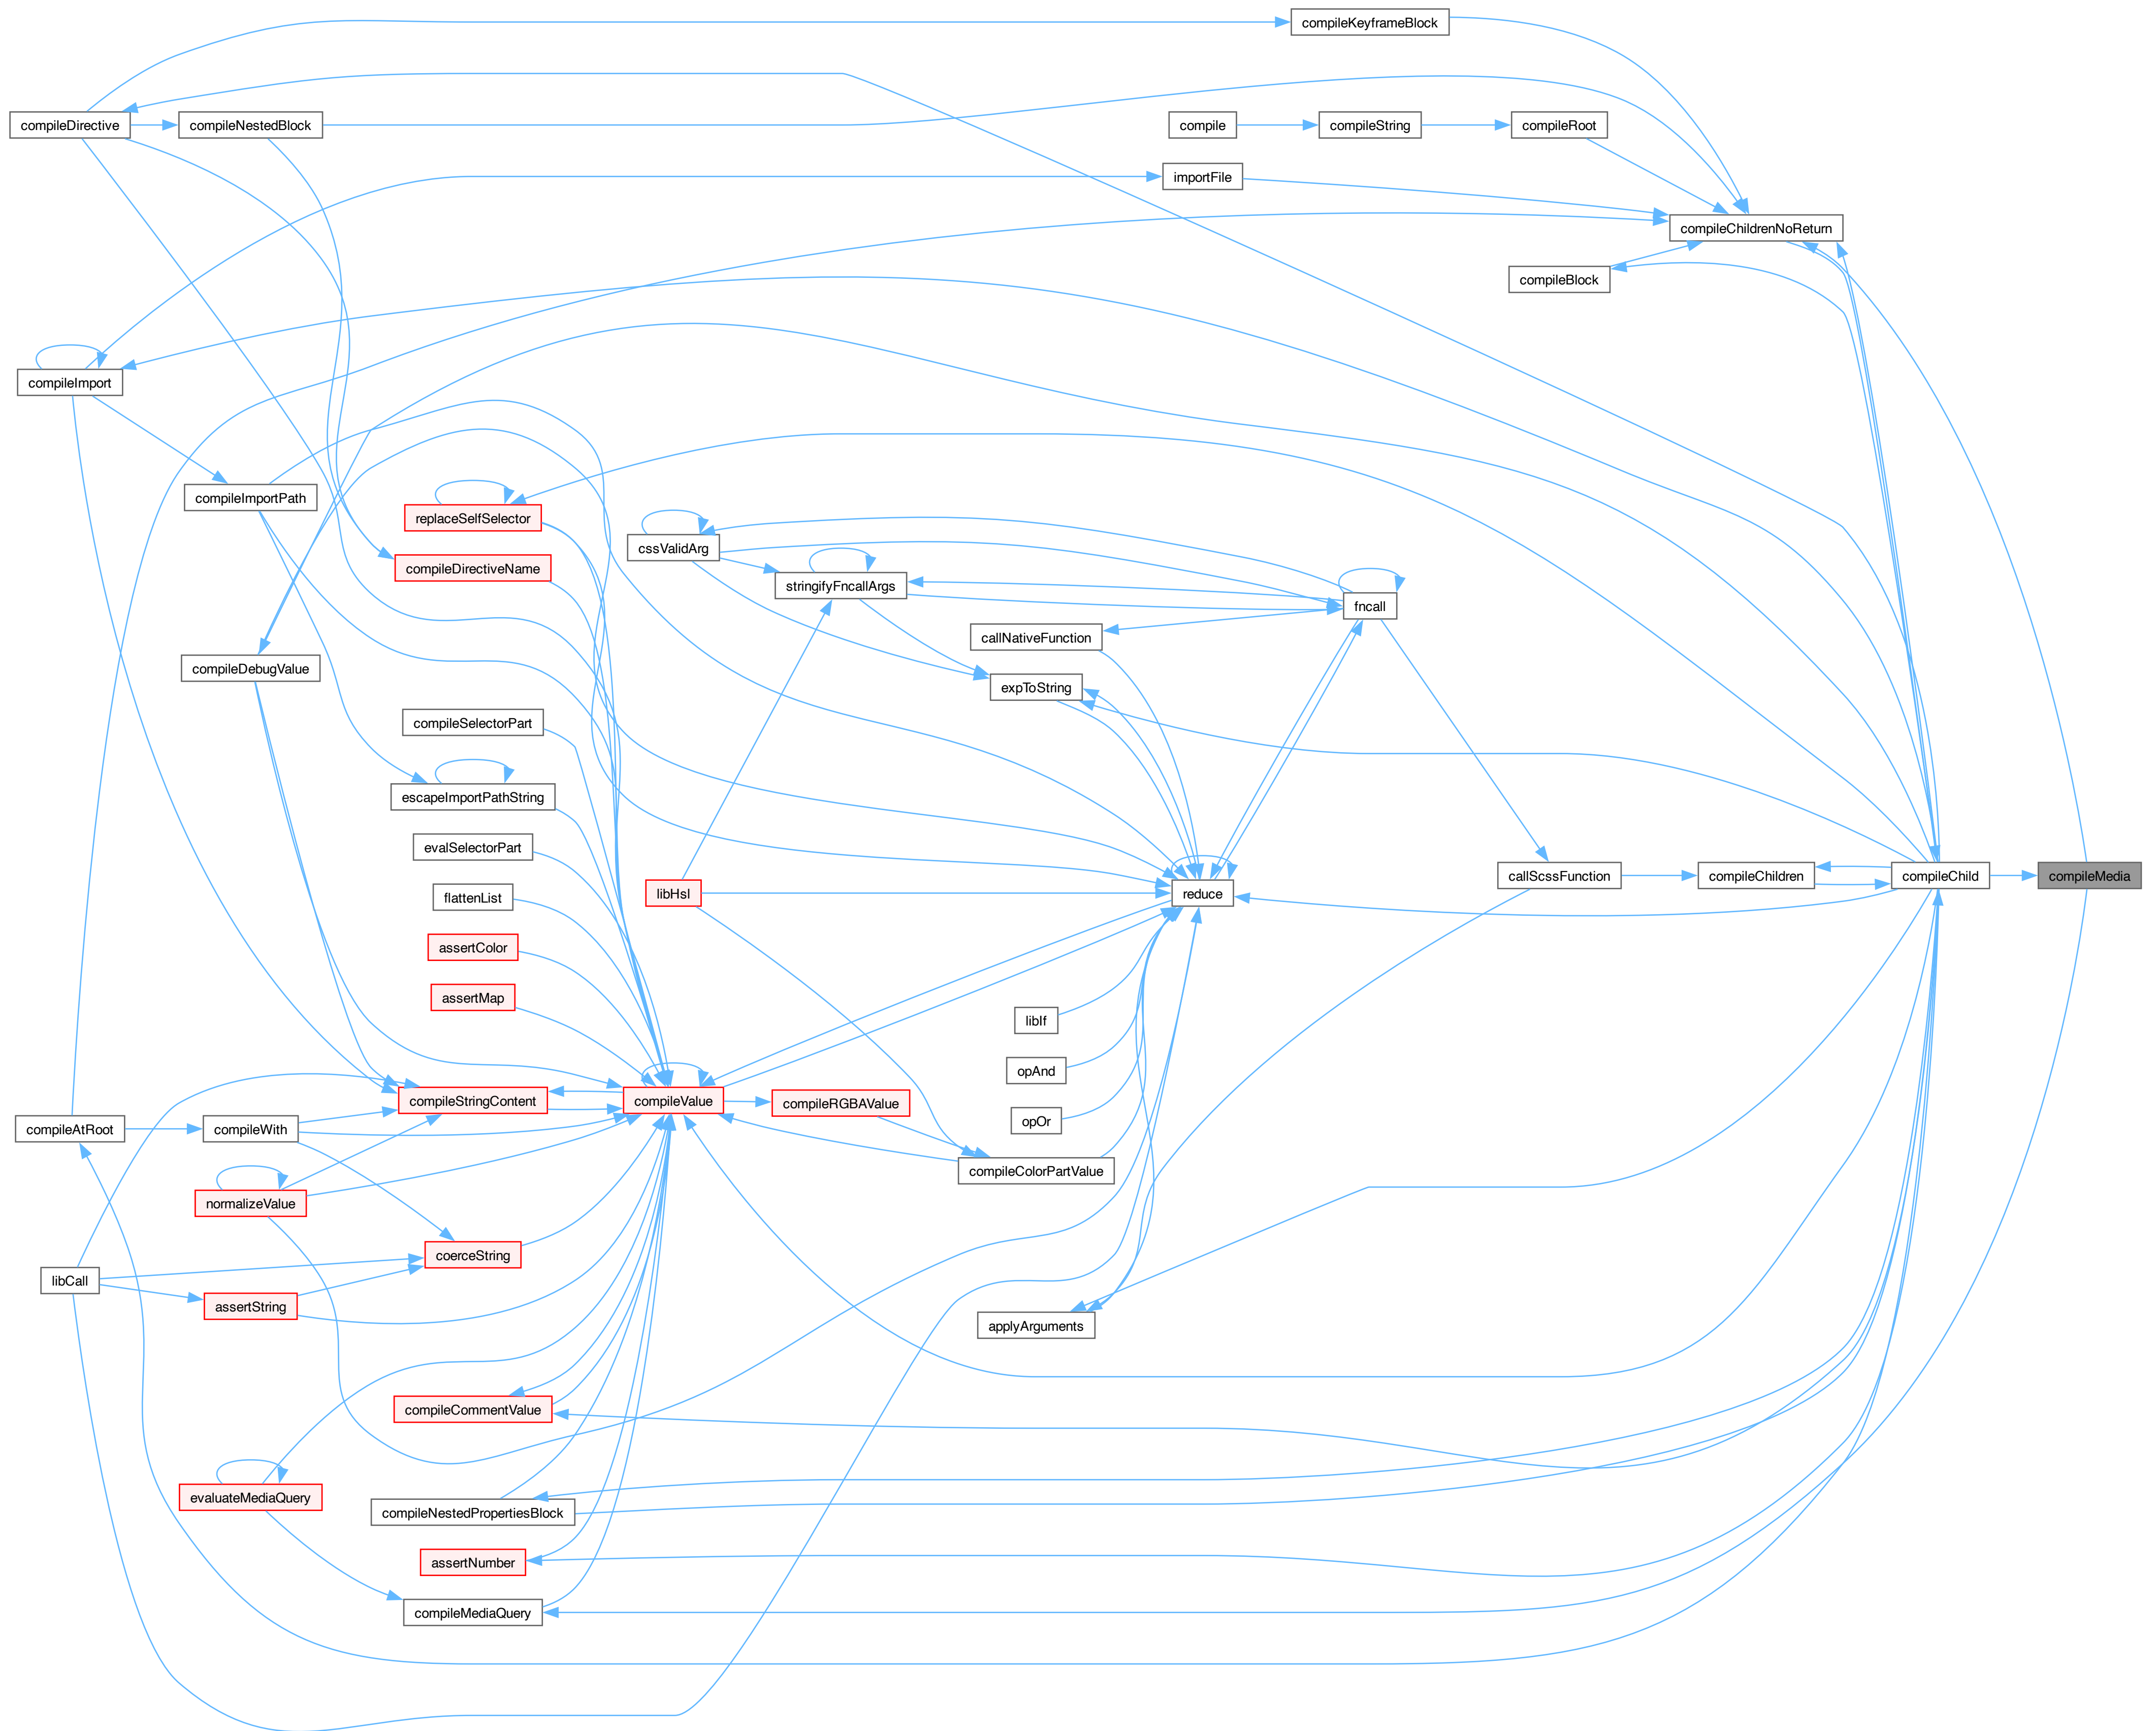 compileKeyframeBlock
compileDirective
compileNestedBlock
compile
compileString
compileRoot
importFile
compileChildrenNoReturn
compileBlock
compileImport
compileImportPath
replaceSelfSelector
cssValidArg
compileDirectiveName
stringifyFncallArgs
fncall
callNativeFunction
compileDebugValue
expToString
compileSelectorPart
escapeImportPathString
evalSelectorPart
callScssFunction
compileChildren
compileChild
compileMedia
flattenList
libHsl
reduce
assertColor
assertMap
libIf
opAnd
compileStringContent
compileValue
compileRGBAValue
opOr
compileAtRoot
compileWith
compileColorPartValue
normalizeValue
coerceString
libCall
assertString
applyArguments
compileCommentValue
evaluateMediaQuery
compileNestedPropertiesBlock
assertNumber
compileMediaQuery